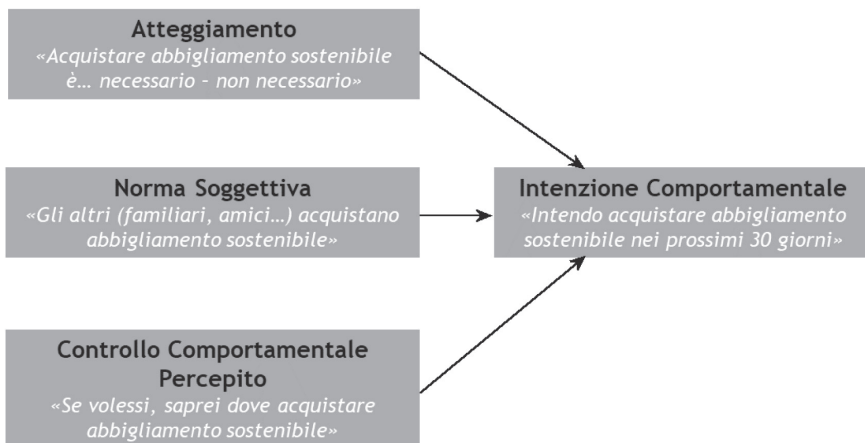 Atteggiamento
«Acquistare abbigliamento sostenibile
è… necessario – non necessario»
Norma Soggettiva
«Gli altri (familiari, amici…) acquistano
abbigliamento sostenibile»
Intenzione Comportamentale
«Intendo acquistare abbigliamento
sostenibile nei prossimi 30 giorni»
Controllo Comportamentale
Percepito
«Se volessi, saprei dove acquistare
abbigliamento sostenibile»